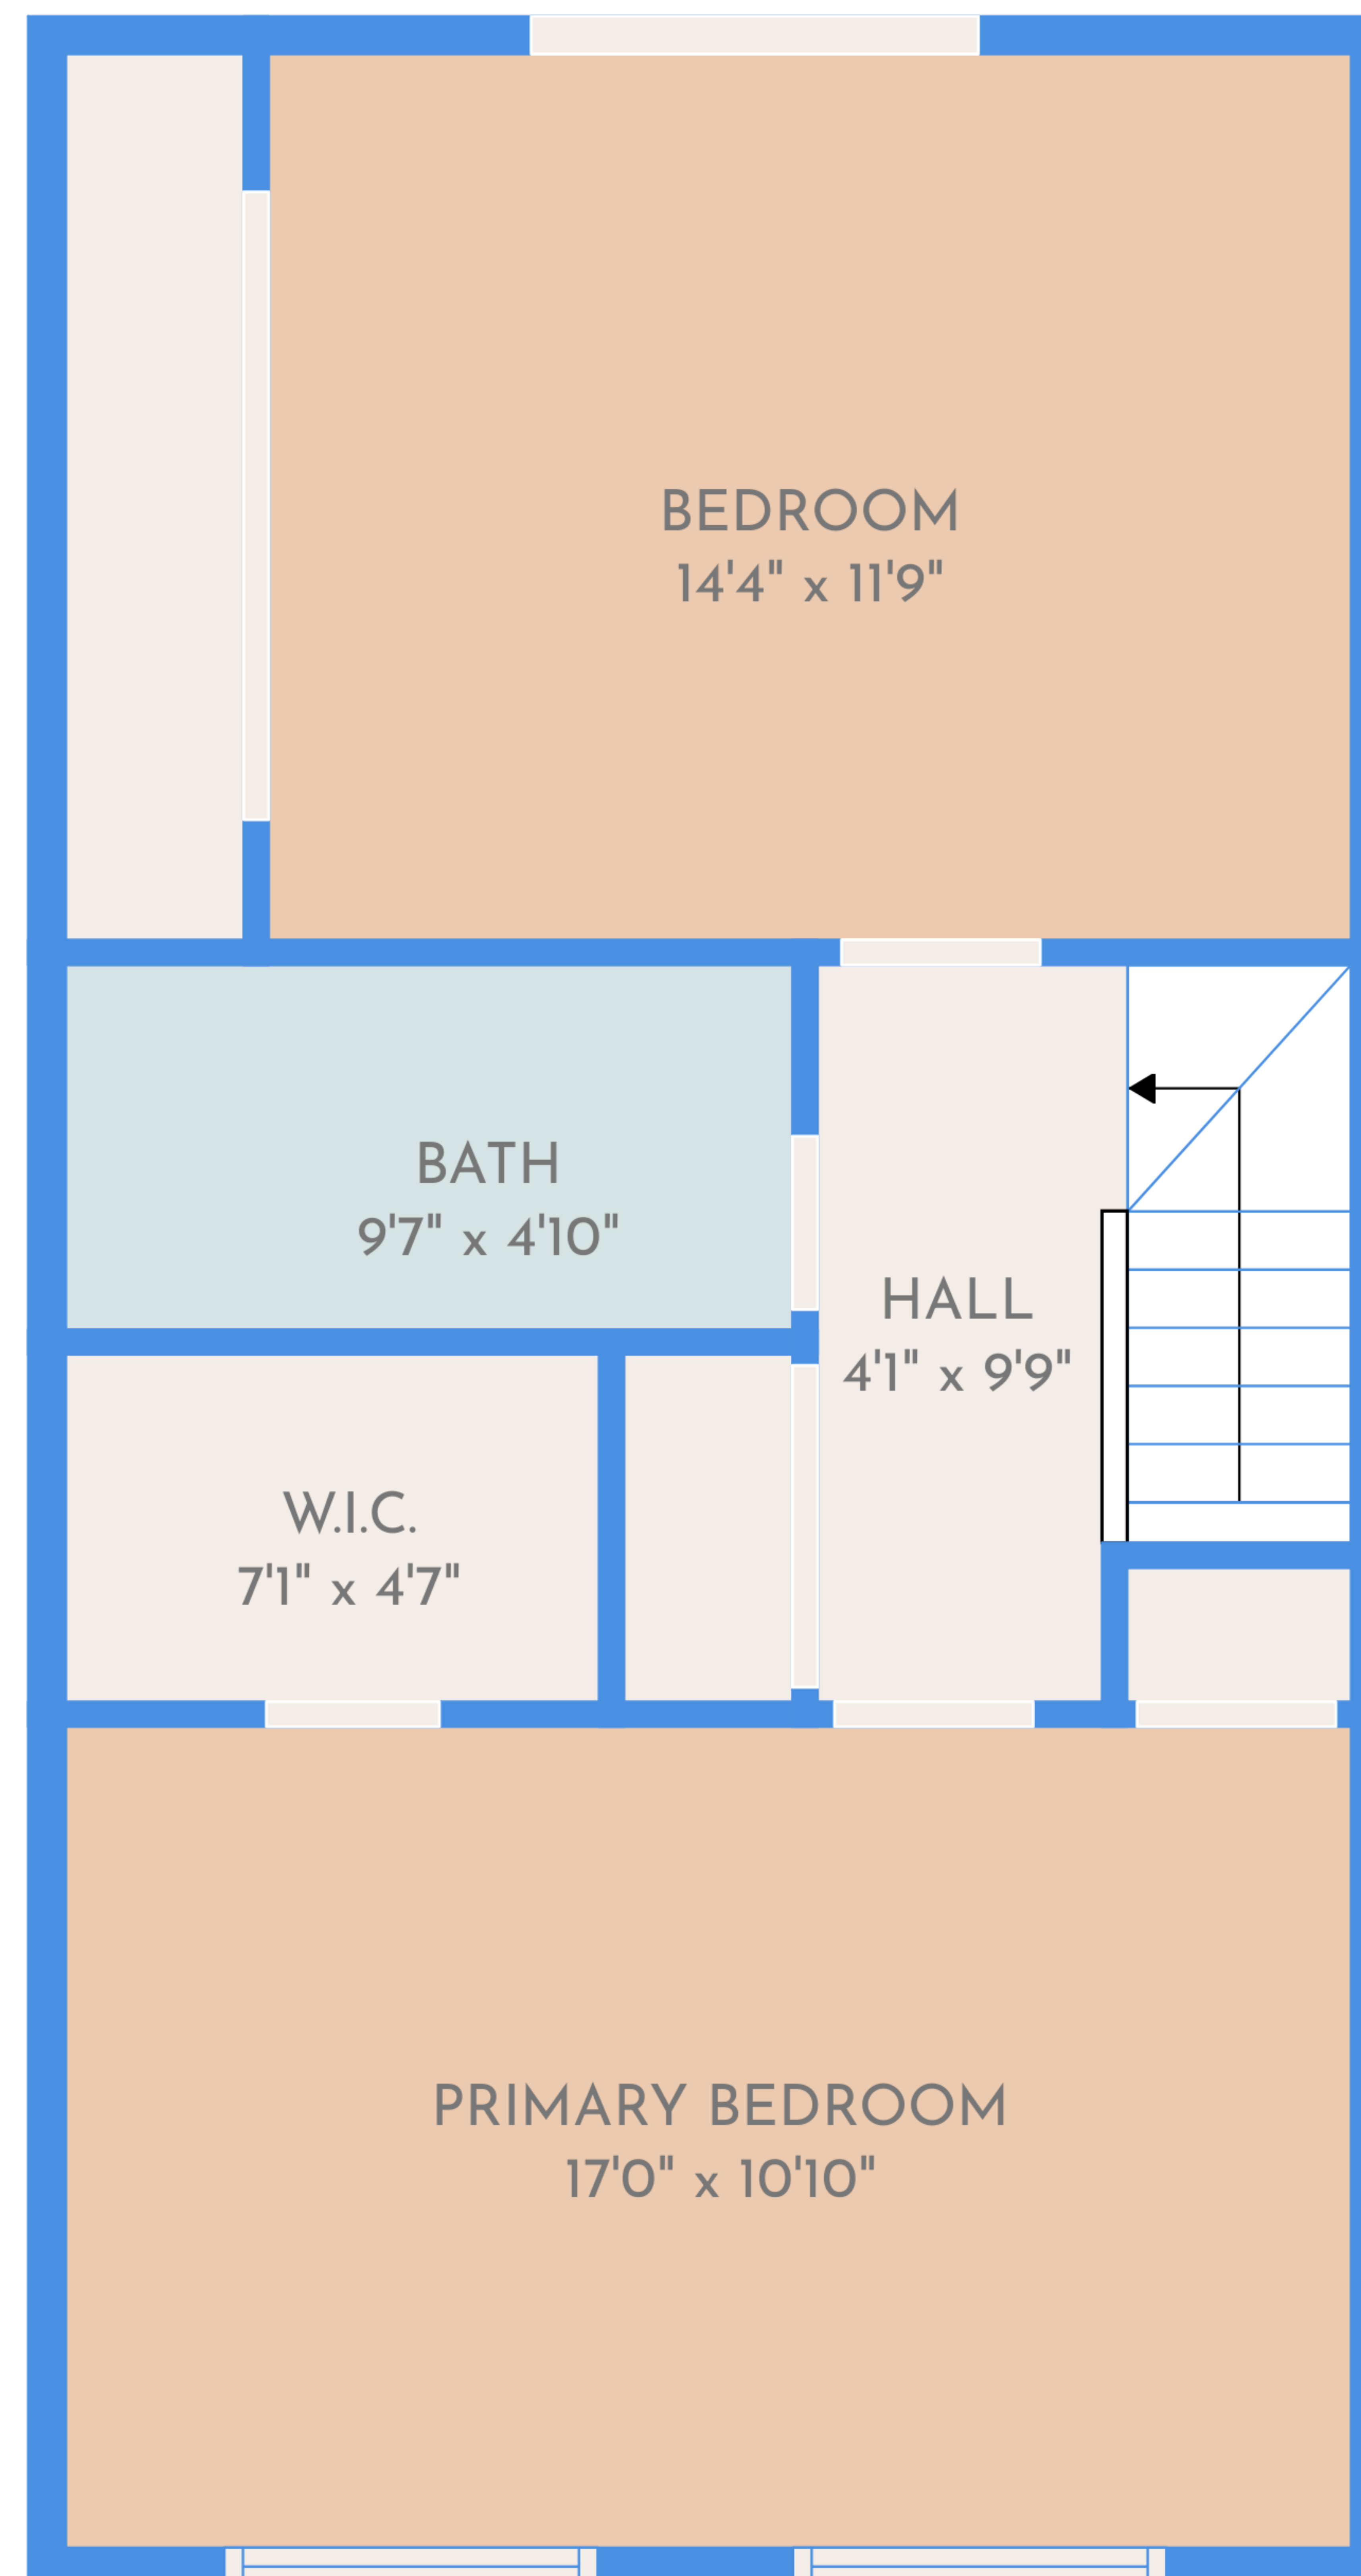 BEDROOM
14'4" x 11'9"
BATH
9'7" x 4'10"
HALL
4'1" x 9'9"
W.I.C.
7'1" x 4'7"
PRIMARY BEDROOM
17'0" x 10'10"